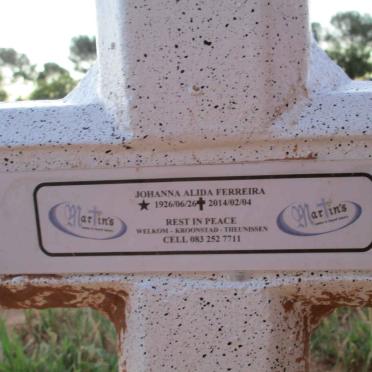 JOHANNA ALIDA FERREIRA
★ 1926/06/26 ✝ 2014/02/04
Martin's
Martin's
REST IN PEACE
WELKOM - KROONSTAD - THEUNISSEN
CELL 083 252 7711